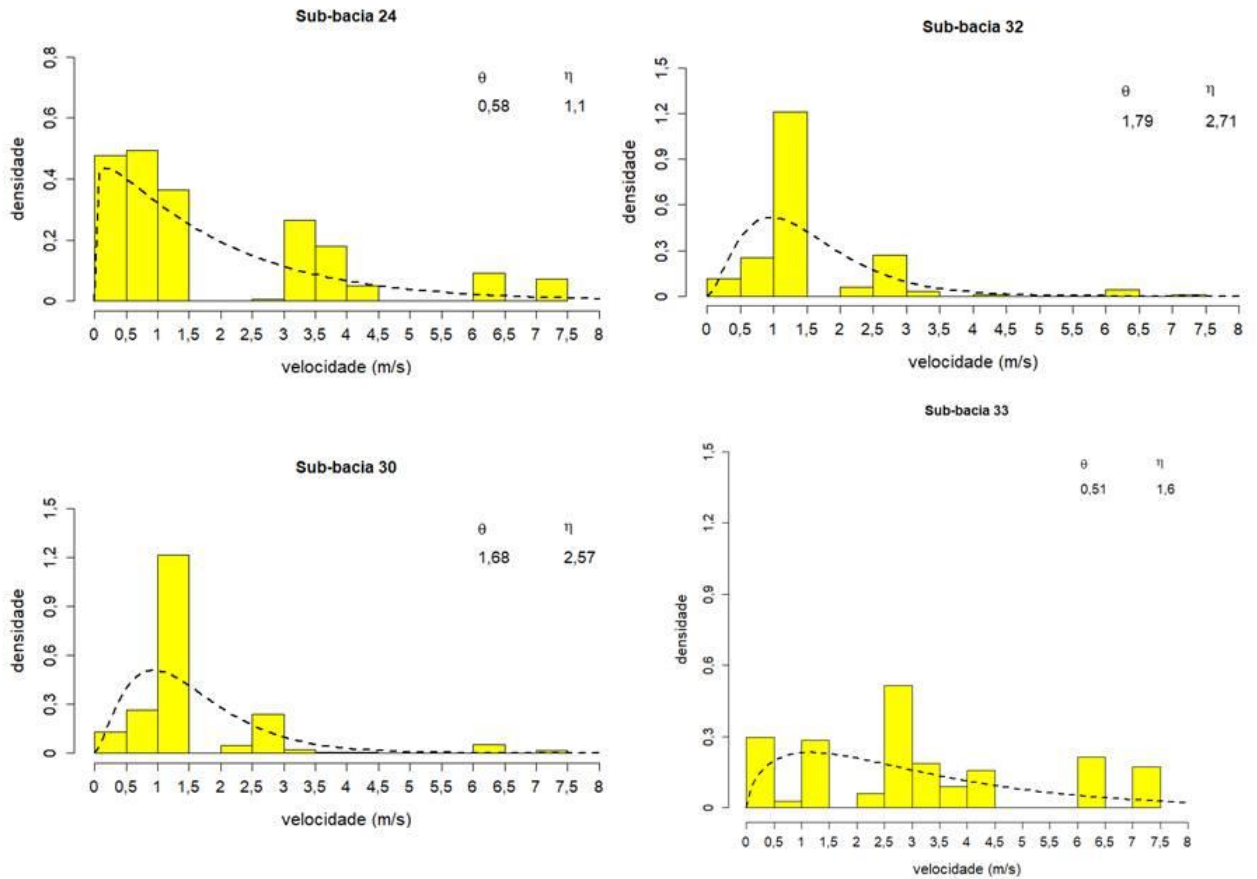 Sub-bacia 24
densidade
0,8
0,6
0,4
0,2
0
θ η
0,58 1,1
0 0,5 1 1,5 2 2,5 3 3,5 4 4,5 5 5,5 6 6,5 7 7,5 8
velocidade (m/s)
Sub-bacia 32
densidade
1,5
1,2
0,9
0,6
0,3
0
θ η
1,79 2,71
0 0,5 1 1,5 2 2,5 3 3,5 4 4,5 5 5,5 6 6,5 7 7,5 8
velocidade (m/s)
Sub-bacia 30
densidade
1,5
1,2
0,9
0,6
0,3
0
θ η
1,68 2,57
0 0,5 1 1,5 2 2,5 3 3,5 4 4,5 5 5,5 6 6,5 7 7,5 8
velocidade (m/s)
Sub-bacia 33
densidade
1,5
1,2
0,9
0,6
0,3
0
θ η
0,51 1,6
0 0,5 1 1,5 2 2,5 3 3,5 4 4,5 5 5,5 6 6,5 7 7,5 8
velocidade (m/s)